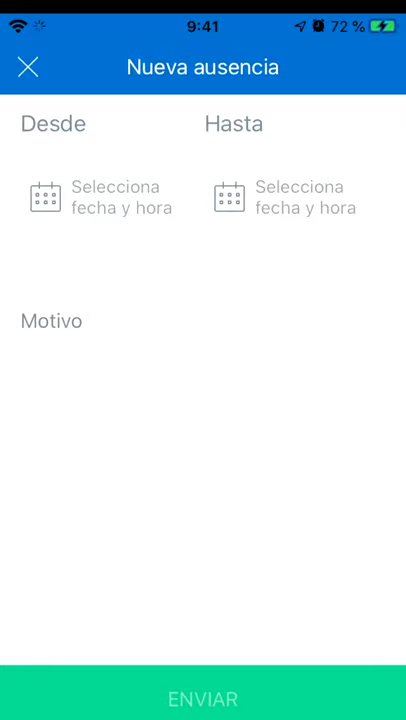 9:41
72 %
Nueva ausencia
Desde
Hasta
Selecciona
fecha y hora
Selecciona
fecha y hora
Motivo
ENVIAR